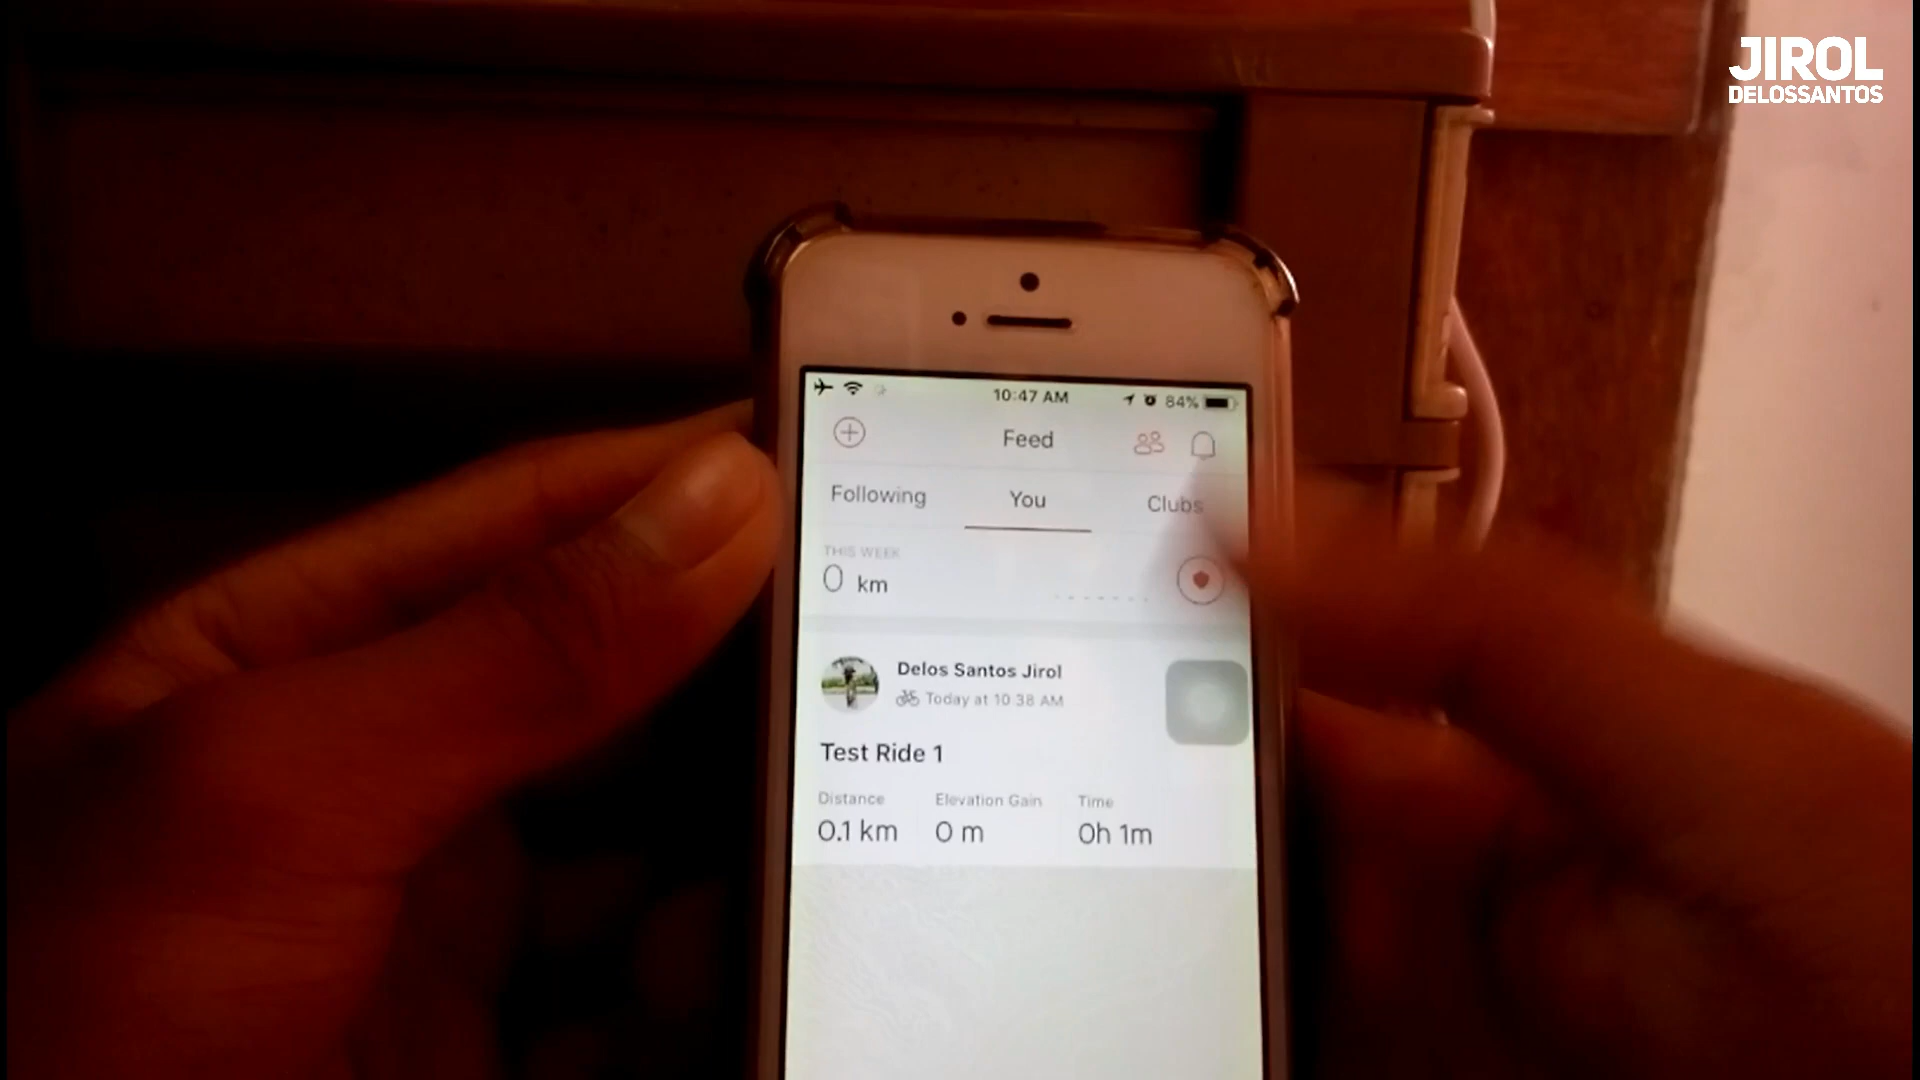 JIROL
DELOSSANTOS
10:47 AM
84%
Feed
Following
You
Clubs
THIS WEEK
0 km
Delos Santos Jirol
Today at 10:38 AM
Test Ride 1
Distance
Elevation Gain
Time
0.1 km
0 m
0h 1m